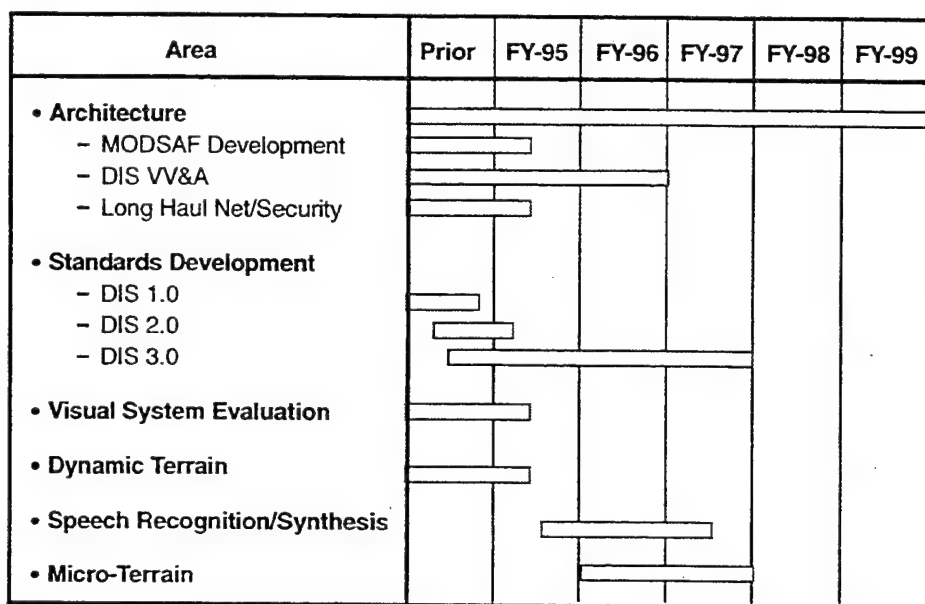 Area Prior FY-95 FY-96 FY-97 FY-98 FY-99
• Architecture
– MODSAF Development
– DIS VV&A
– Long Haul Net/Security
• Standards Development
– DIS 1.0
– DIS 2.0
– DIS 3.0
• Visual System Evaluation
• Dynamic Terrain
• Speech Recognition/Synthesis
• Micro-Terrain